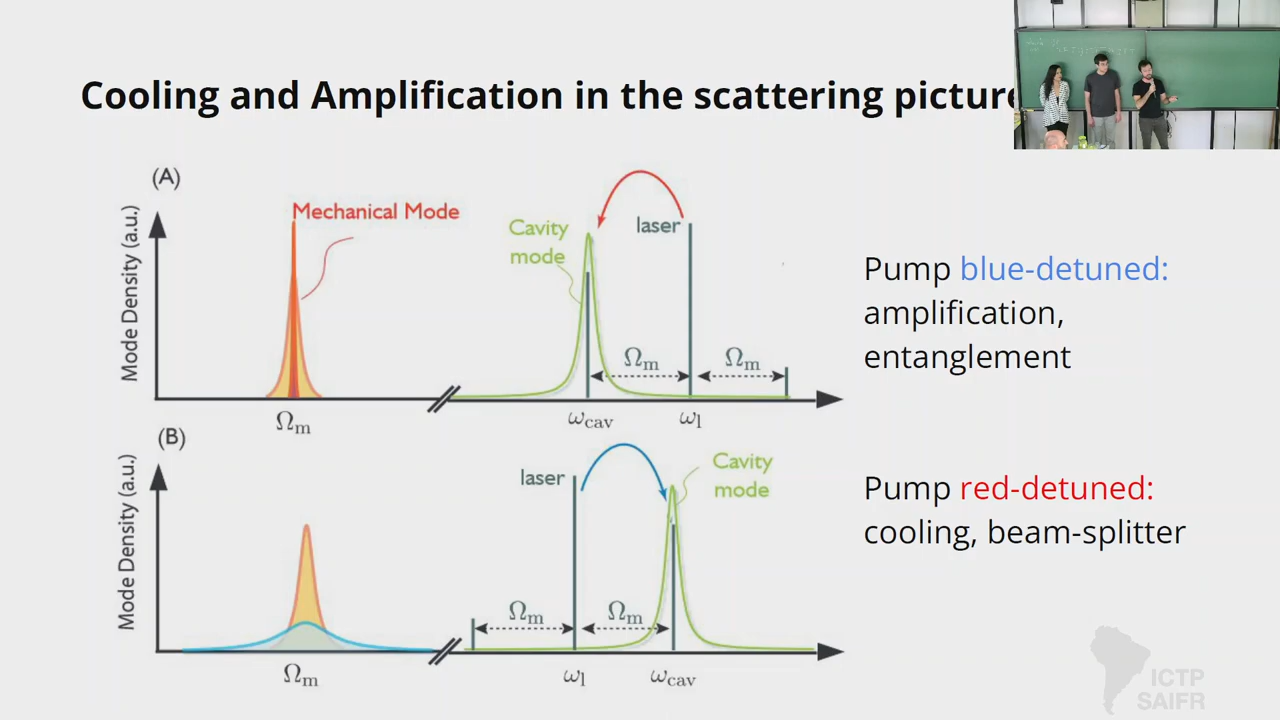 Cooling and Amplification in the scattering picture
(A)
Mode Density (a.u.)
Mechanical Mode
Ωm
Cavity
mode
laser
Ωm
Ωm
ωcav
ωl
Pump blue-detuned:
amplification,
entanglement
(B)
Mode Density (a.u.)
Ωm
laser
Cavity
mode
Ωm
Ωm
ωl
ωcav
Pump red-detuned:
cooling, beam-splitter
ICTP
SAIFR